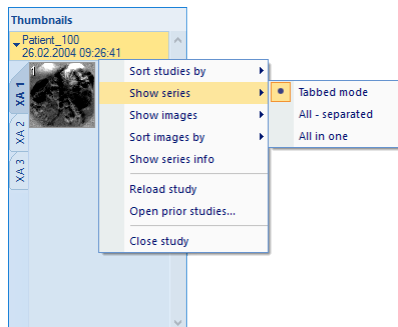 Thumbnails
Patient_100
26.02.2004 09:26:41
XA 1
XA 2
XA 3
1
Sort studies by
Show series
Show images
Sort images by
Show series info
Reload study
Open prior studies...
Close study
Tabbed mode
All - separated
All in one